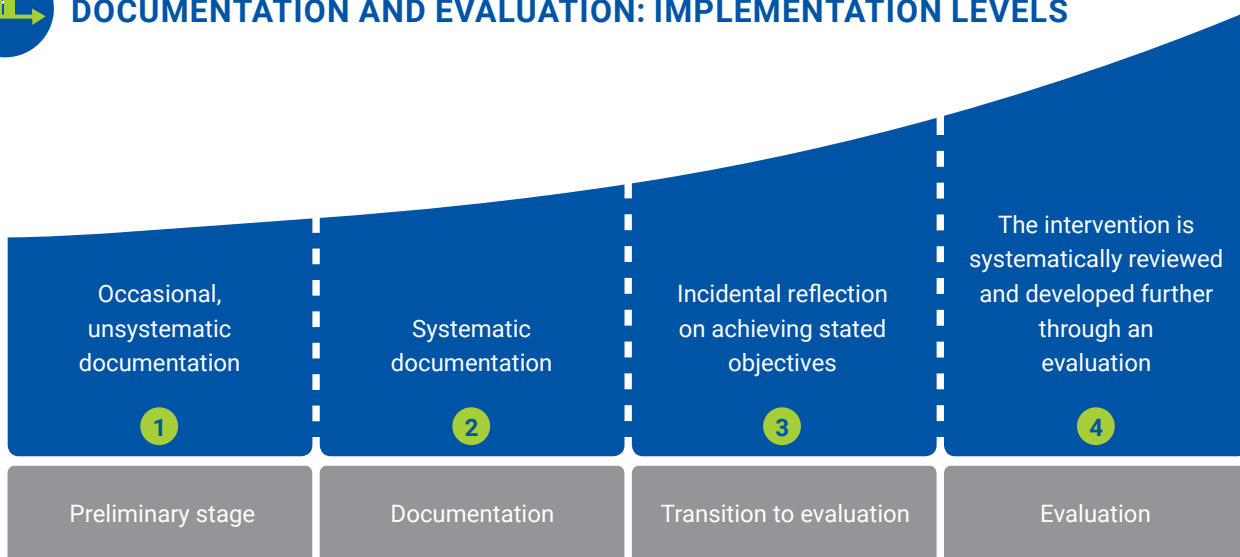 DOCUMENTATION AND EVALUATION: IMPLEMENTATION LEVELS
Occasional,
unsystematic
documentation
1
Preliminary stage
Systematic
documentation
2
Documentation
Incidental reflection
on achieving stated
objectives
3
Transition to evaluation
The intervention is
systematically reviewed
and developed further
through an
evaluation
4
Evaluation